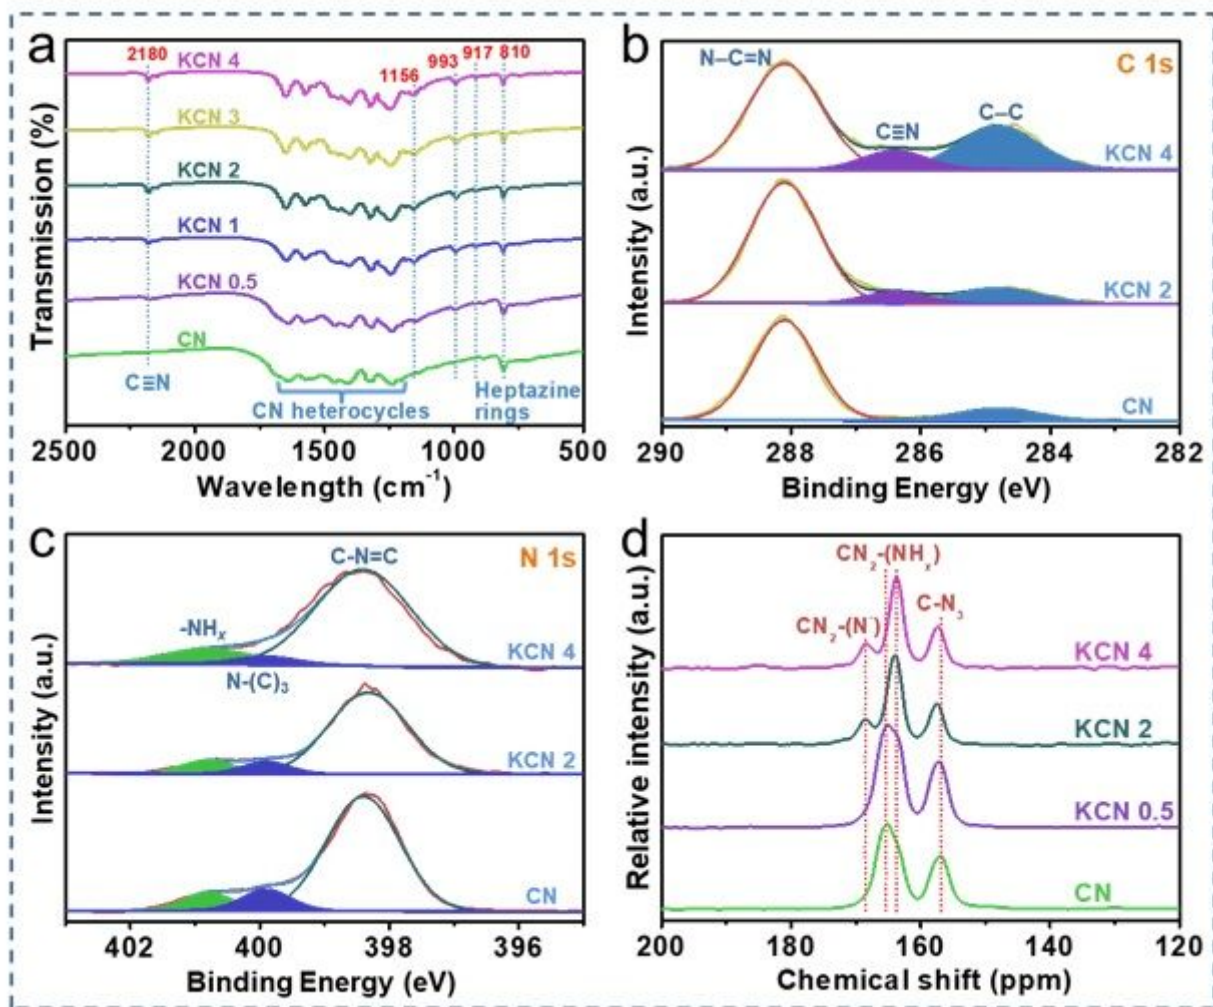 a
2180
KCN 4
1156
993
917
810
KCN 3
KCN 2
KCN 1
KCN 0.5
CN
C≡N
CN heterocycles
Heptazine
rings
Transmission (%)
2500
2000
1500
1000
500
Wavelength (cm⁻¹)
b
N–C=N
C 1s
C≡N
C–C
KCN 4
KCN 2
CN
Intensity (a.u.)
290
288
286
284
282
Binding Energy (eV)
c
C-N=C
N 1s
-NHₓ
KCN 4
N-(C)₃
KCN 2
CN
Intensity (a.u.)
402
400
398
396
Binding Energy (eV)
d
CN₂-(NHₓ)
C-N₃
CN₂-(N⁻)
KCN 4
KCN 2
KCN 0.5
CN
Relative intensity (a.u.)
200
180
160
140
120
Chemical shift (ppm)